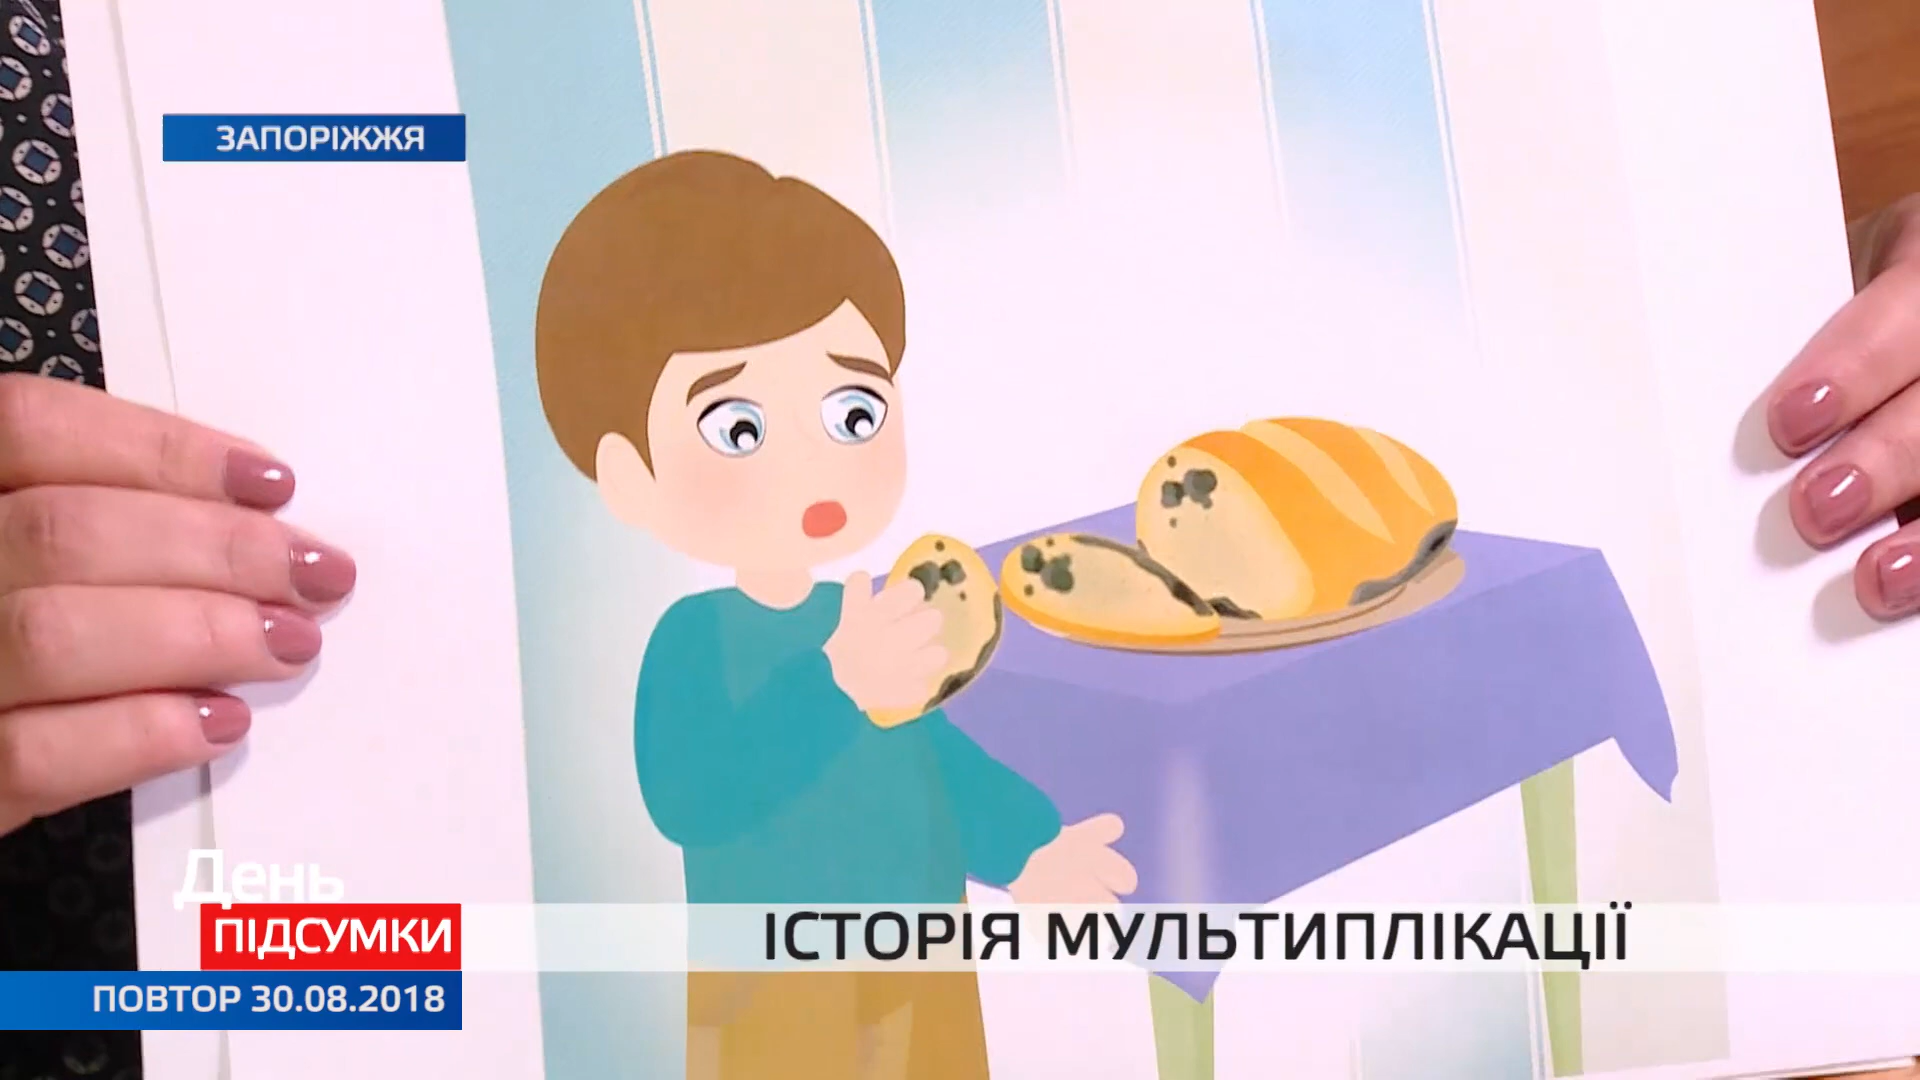 ЗАПОРІЖЖЯ
День
ПІДСУМКИ
ІСТОРІЯ МУЛЬТИПЛІКАЦІЇ
ПОВТОР 30.08.2018